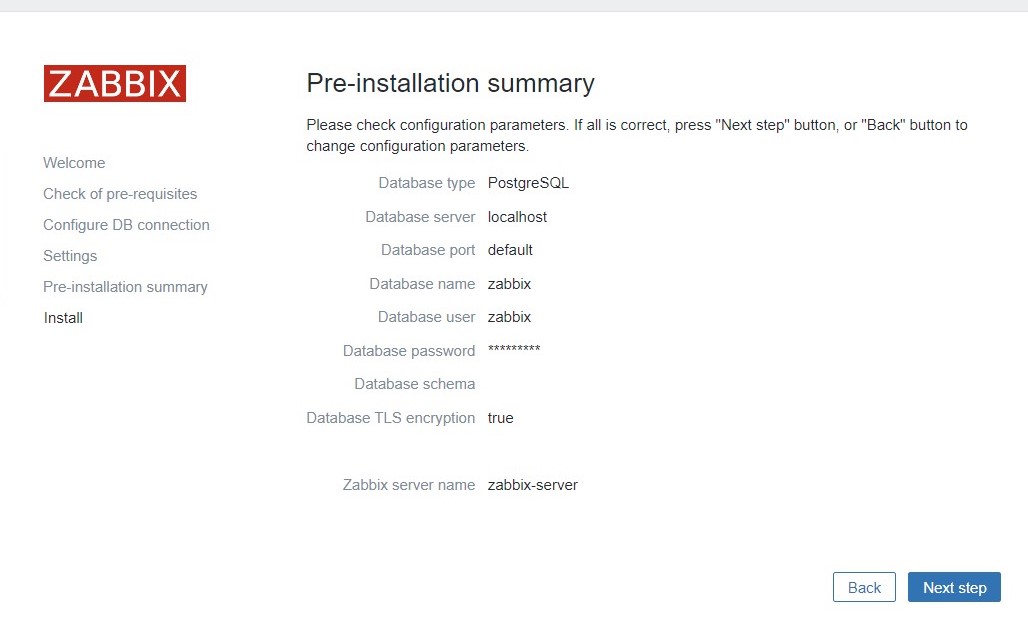 ZABBIX
Welcome
Check of pre-requisites
Configure DB connection
Settings
Pre-installation summary
Install
Pre-installation summary
Please check configuration parameters. If all is correct, press "Next step" button, or "Back" button to
change configuration parameters.
Database type PostgreSQL
Database server localhost
Database port default
Database name zabbix
Database user zabbix
Database password *********
Database schema
Database TLS encryption true
Zabbix server name zabbix-server
Back Next step